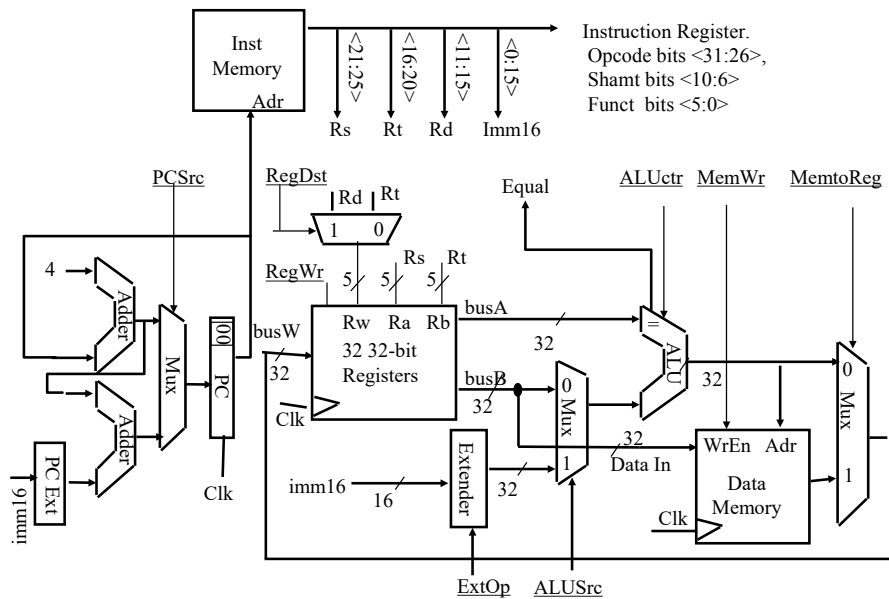 Inst
Memory
Adr
<21:25>
<16:20>
<11:15>
<0:15>
Rs
Rt
Rd
Imm16
Instruction Register.
Opcode bits <31:26>,
Shamt bits <10:6>
Funct bits <5:0>
PCSrc
RegDst
Rd
Rt
1
0
Equal
ALUctr
MemWr
MemtoReg
4
Adder
Adder
Mux
00
PC
Clk
PC Ext
imm16
RegWr
5
5
5
Rs
Rt
busW
32
Rw Ra Rb
32 32-bit
Registers
Clk
busA
32
busB
32
0
Mux
1
=
ALU
32
imm16
16
Extender
32
ExtOp
ALUSrc
32
Data In
WrEn Adr
Data
Memory
Clk
0
Mux
1